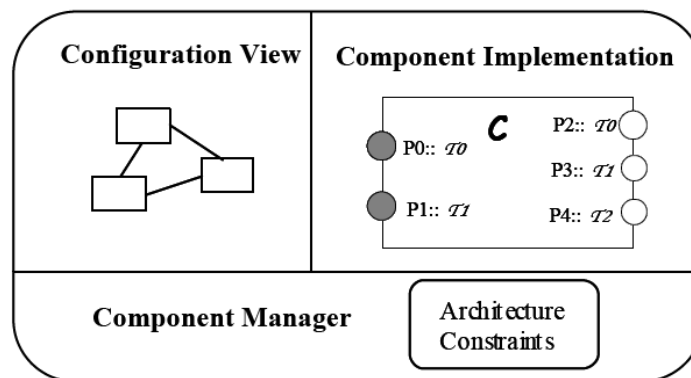 Configuration View
Component Implementation
C
P0:: T0
P1:: T1
P2:: T0
P3:: T1
P4:: T2
Component Manager
Architecture
Constraints